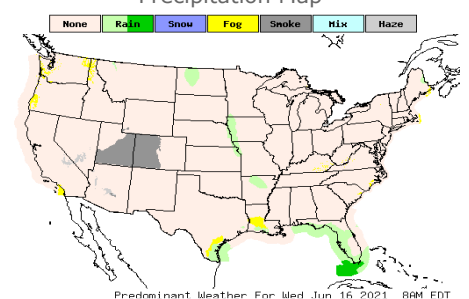 Precipitation Map
None Rain Snow Fog Smoke Mix Haze
Predominant Weather For Wed Jun 16 2021 8AM EDT